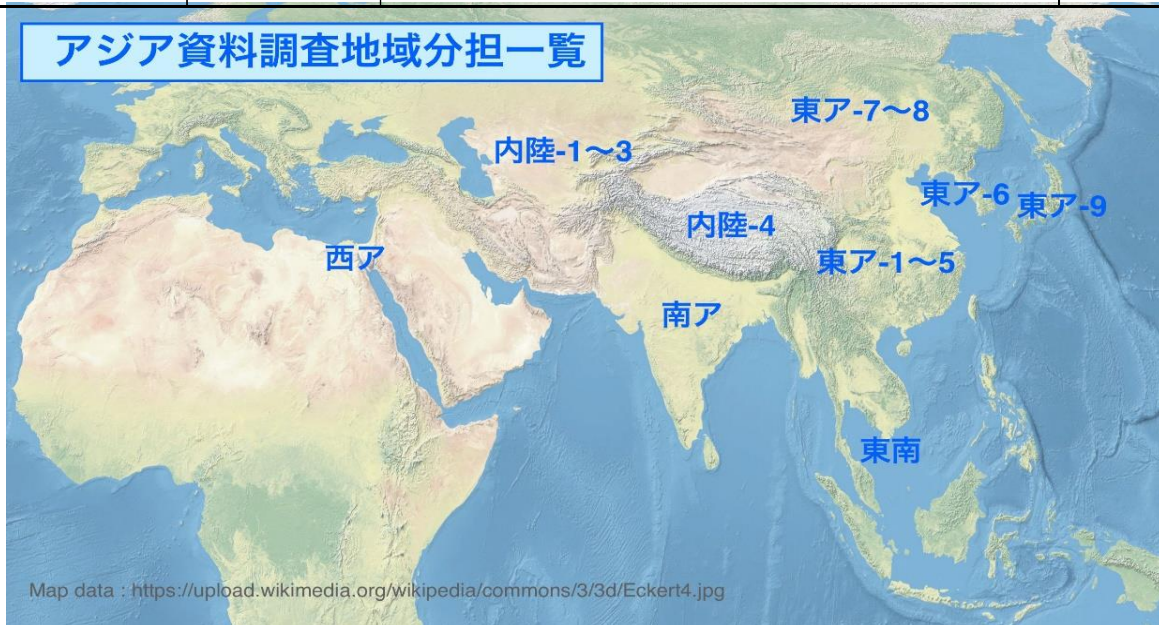 アジア資料調査地域分担一覧
東ア-7～8
内陸-1～3
東ア-6
東ア-9
内陸-4
西ア
東ア-1～5
南ア
東南
Map data : https://upload.wikimedia.org/wikipedia/commons/3/3d/Eckert4.jpg